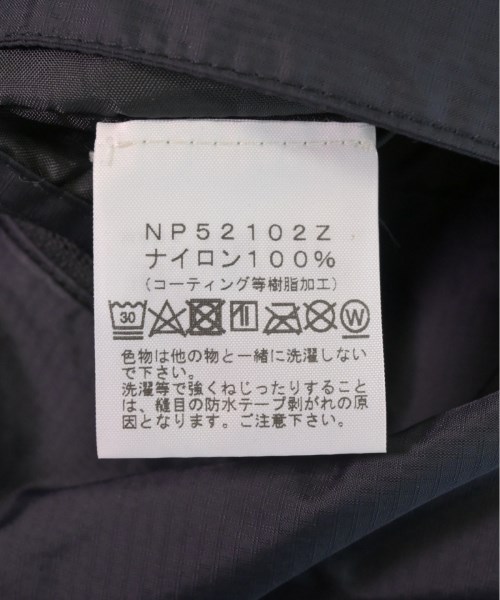 NP52102Z
ナイロン100%
(コーティング等樹脂加工)
30 W
色物は他の物と一緒に洗濯しない
で下さい。
洗濯等で強くねじったりすること
は、縫目の防水テープ剥がれの原
因となります。ご注意下さい。